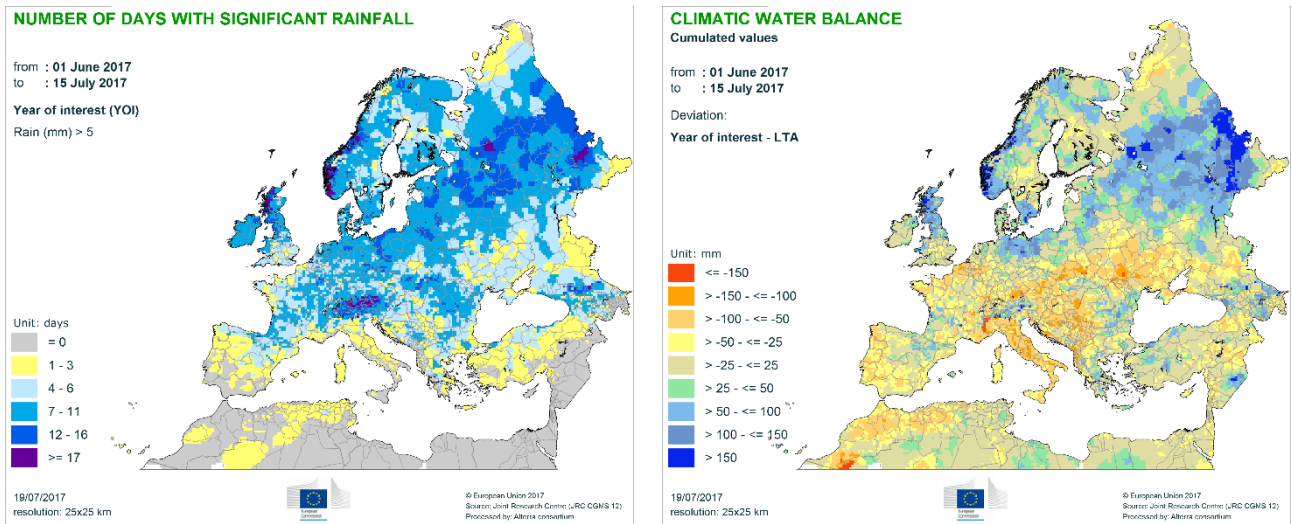 NUMBER OF DAYS WITH SIGNIFICANT RAINFALL
from : 01 June 2017
to : 15 July 2017
Year of interest (YOI)
Rain (mm) > 5
Unit: days
= 0
1 - 3
4 - 6
7 - 11
12 - 16
>= 17
19/07/2017
resolution: 25x25 km
European
Commission
© European Union 2017
Source: Joint Research Centre (JRC CGMS 12)
Processed by: Alterra consortium
CLIMATIC WATER BALANCE
Cumulated values
from : 01 June 2017
to : 15 July 2017
Deviation:
Year of interest - LTA
Unit: mm
<= -150
> -150 - <= -100
> -100 - <= -50
> -50 - <= -25
> -25 - <= 25
> 25 - <= 50
> 50 - <= 100
> 100 - <= 150
> 150
19/07/2017
resolution: 25x25 km
European
Commission
© European Union 2017
Source: Joint Research Centre (JRC CGMS 12)
Processed by: Alterra consortium